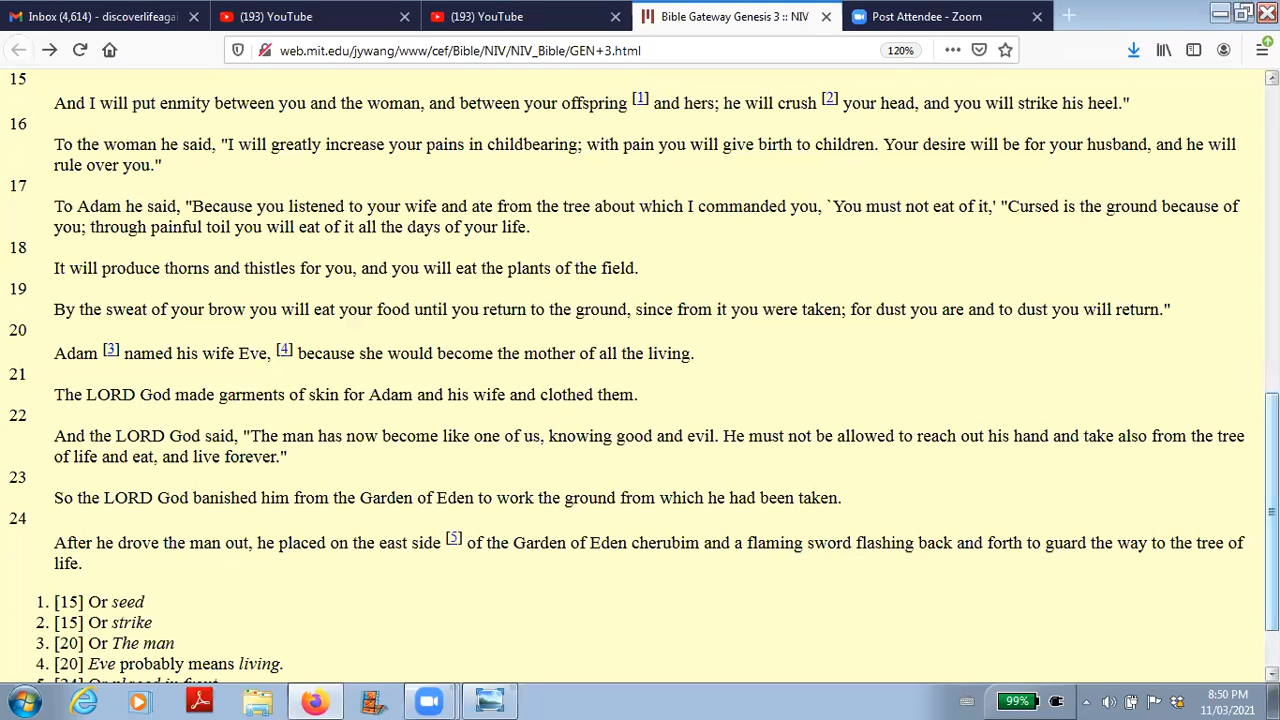 Inbox (4,614) - discoverlifeagai
(193) YouTube
(193) YouTube
Bible Gateway Genesis 3 :: NIV
Post Attendee - Zoom
web.mit.edu/jywang/www/cef/Bible/NIV/NIV_Bible/GEN+3.html
120%
15
And I will put enmity between you and the woman, and between your offspring [1] and hers; he will crush [2] your head, and you will strike his heel."
16
To the woman he said, "I will greatly increase your pains in childbearing; with pain you will give birth to children. Your desire will be for your husband, and he will
rule over you."
17
To Adam he said, "Because you listened to your wife and ate from the tree about which I commanded you, `You must not eat of it,' "Cursed is the ground because of
you; through painful toil you will eat of it all the days of your life.
18
It will produce thorns and thistles for you, and you will eat the plants of the field.
19
By the sweat of your brow you will eat your food until you return to the ground, since from it you were taken; for dust you are and to dust you will return."
20
Adam [3] named his wife Eve, [4] because she would become the mother of all the living.
21
The LORD God made garments of skin for Adam and his wife and clothed them.
22
And the LORD God said, "The man has now become like one of us, knowing good and evil. He must not be allowed to reach out his hand and take also from the tree
of life and eat, and live forever."
23
So the LORD God banished him from the Garden of Eden to work the ground from which he had been taken.
24
After he drove the man out, he placed on the east side [5] of the Garden of Eden cherubim and a flaming sword flashing back and forth to guard the way to the tree of
life.
1. [15] Or seed
2. [15] Or strike
3. [20] Or The man
4. [20] Eve probably means living.
5. [24] Or placed in front
99%
8:50 PM
11/03/2021